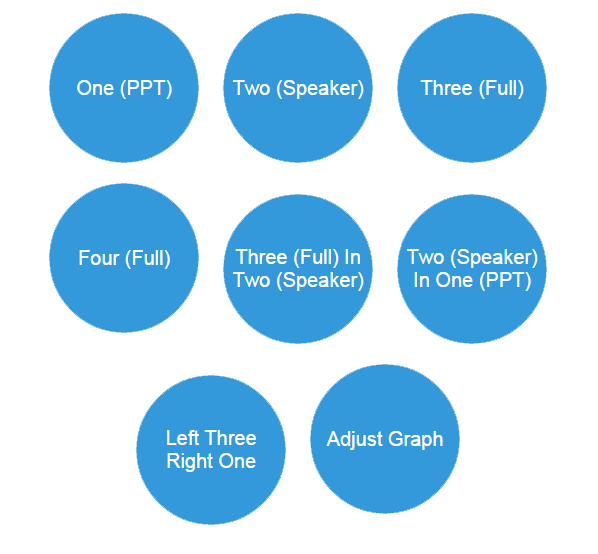 One (PPT)
Two (Speaker)
Three (Full)
Four (Full)
Three (Full) In
Two (Speaker)
Two (Speaker)
In One (PPT)
Left Three
Right One
Adjust Graph